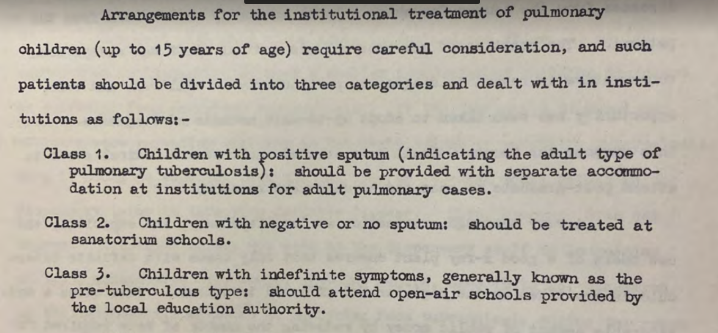 Arrangements for the institutional treatment of pulmonary
children (up to 15 years of age) require careful consideration, and such
patients should be divided into three categories and dealt with in insti-
tutions as follows:-
Class 1. Children with positive sputum (indicating the adult type of
pulmonary tuberculosis): should be provided with separate accommo-
dation at institutions for adult pulmonary cases.
Class 2. Children with negative or no sputum: should be treated at
sanatorium schools.
Class 3. Children with indefinite symptoms, generally known as the
pre-tuberculous type: should attend open-air schools provided by
the local education authority.